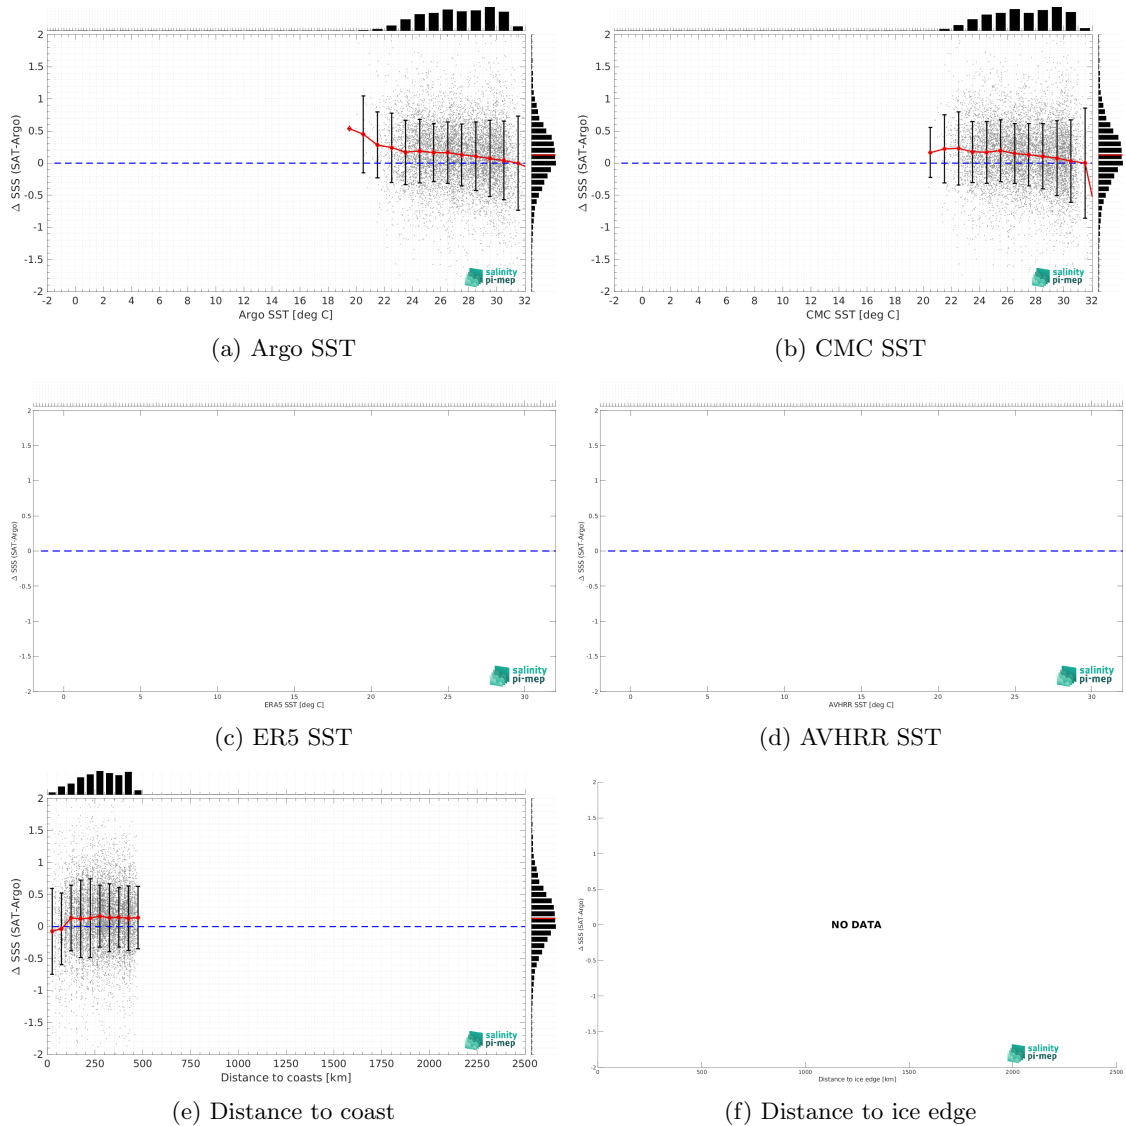 2
1.5
1
0.5
0
-0.5
-1
-1.5
-2
Δ SSS (SAT-Argo)
-2 0 2 4 6 8 10 12 14 16 18 20 22 24 26 28 30 32
Argo SST [deg C]
salinity
pi-mep
(a) Argo SST
2
1.5
1
0.5
0
-0.5
-1
-1.5
-2
Δ SSS (SAT-Argo)
-2 0 2 4 6 8 10 12 14 16 18 20 22 24 26 28 30 32
CMC SST [deg C]
salinity
pi-mep
(b) CMC SST
2
1.5
1
0.5
0
-0.5
-1
-1.5
-2
Δ SSS (SAT-Argo)
0 5 10 15 20 25 30
ERA5 SST [deg C]
salinity
pi-mep
(c) ER5 SST
2
1.5
1
0.5
0
-0.5
-1
-1.5
-2
Δ SSS (SAT-Argo)
0 5 10 15 20 25 30
AVHRR SST [deg C]
salinity
pi-mep
(d) AVHRR SST
2
1.5
1
0.5
0
-0.5
-1
-1.5
-2
Δ SSS (SAT-Argo)
0 250 500 750 1000 1250 1500 1750 2000 2250 2500
Distance to coasts [km]
salinity
pi-mep
(e) Distance to coast
2
1.5
1
0.5
0
-0.5
-1
-1.5
-2
Δ SSS (SAT-Argo)
NO DATA
0 500 1000 1500 2000 2500
Distance to ice edge [km]
salinity
pi-mep
(f) Distance to ice edge